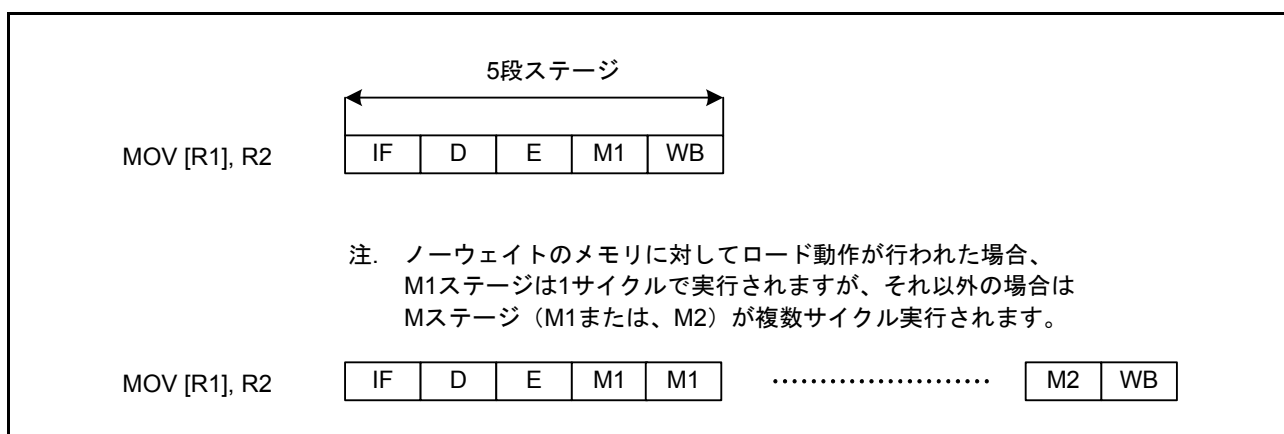 5段ステージ
MOV [R1], R2 IF D E M1 WB
注. ノーウェイトのメモリに対してロード動作が行われた場合、
M1ステージは1サイクルで実行されますが、それ以外の場合は
Mステージ（M1または、M2）が複数サイクル実行されます。
MOV [R1], R2 IF D E M1 M1 ........................ M2 WB